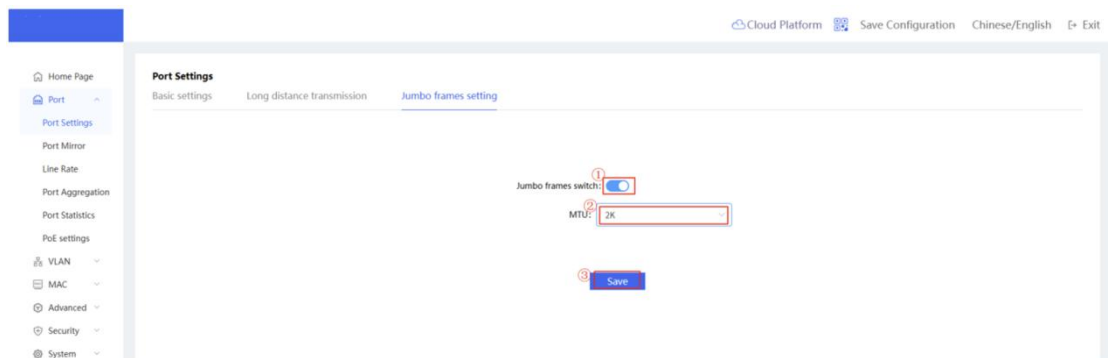 Cloud Platform Save Configuration Chinese/English Exit
Home Page
Port
Port Settings
Port Mirror
Line Rate
Port Aggregation
Port Statistics
PoE settings
VLAN
MAC
Advanced
Security
System
Port Settings
Basic settings Long distance transmission Jumbo frames setting
①
Jumbo frames switch:
②
MTU: 2K
③ Save